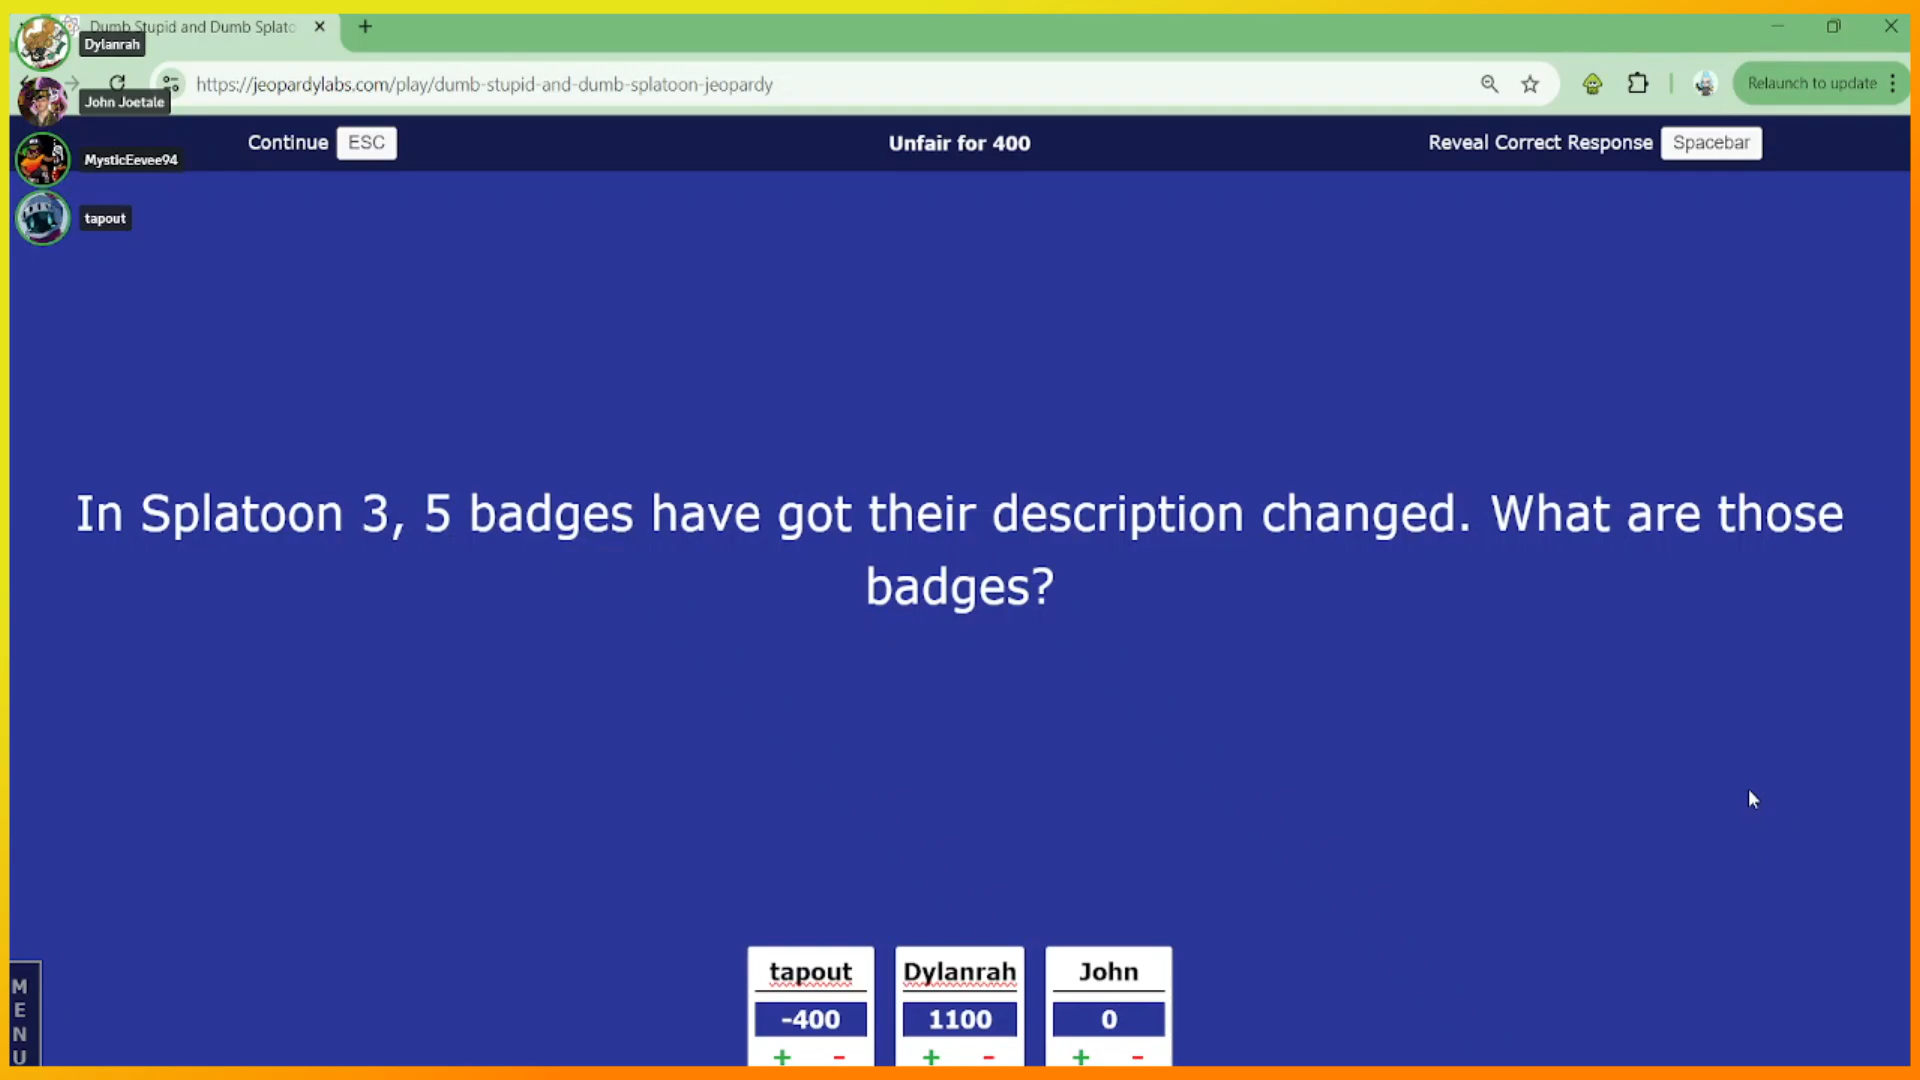 Dumb Stupid and Dumb Splato
Dylanrah
https://jeopardylabs.com/play/dumb-stupid-and-dumb-splatoon-jeopardy
Relaunch to update
John Joetale
Continue ESC
Unfair for 400
Reveal Correct Response Spacebar
MysticEevee94
tapout
In Splatoon 3, 5 badges have got their description changed. What are those
badges?
MENU
tapout
Dylanrah
John
-400
1100
0
+ -
+ -
+ -